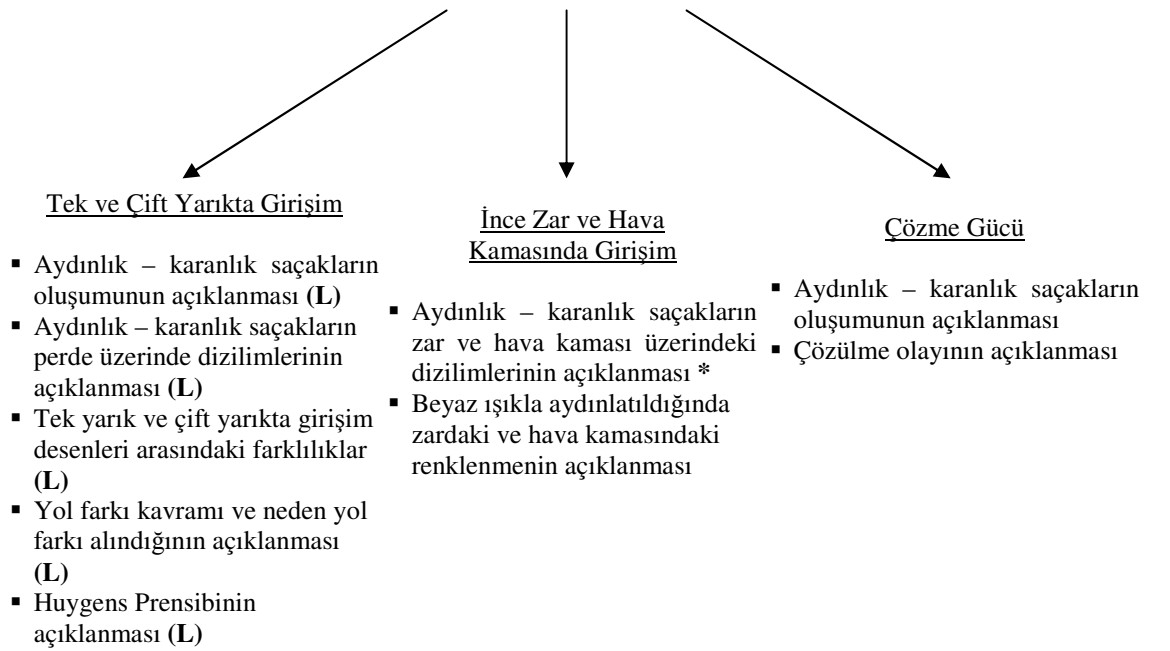 Tek ve Çift Yarıkta Girişim
▪ Aydınlık – karanlık saçakların
oluşumunun açıklanması (L)
▪ Aydınlık – karanlık saçakların
perde üzerinde dizilimlerinin
açıklanması (L)
▪ Tek yarık ve çift yarıkta girişim
desenleri arasındaki farklılıklar
(L)
▪ Yol farkı kavramı ve neden yol
farkı alındığının açıklanması
(L)
▪ Huygens Prensibinin
açıklanması (L)
İnce Zar ve Hava
Kamasında Girişim
▪ Aydınlık – karanlık saçakların
zar ve hava kaması üzerindeki
dizilimlerinin açıklanması *
▪ Beyaz ışıkla aydınlatıldığında
zardaki ve hava kamasındaki
renklenmenin açıklanması
Çözme Gücü
▪ Aydınlık – karanlık saçakların
oluşumunun açıklanması
▪ Çözülme olayının açıklanması